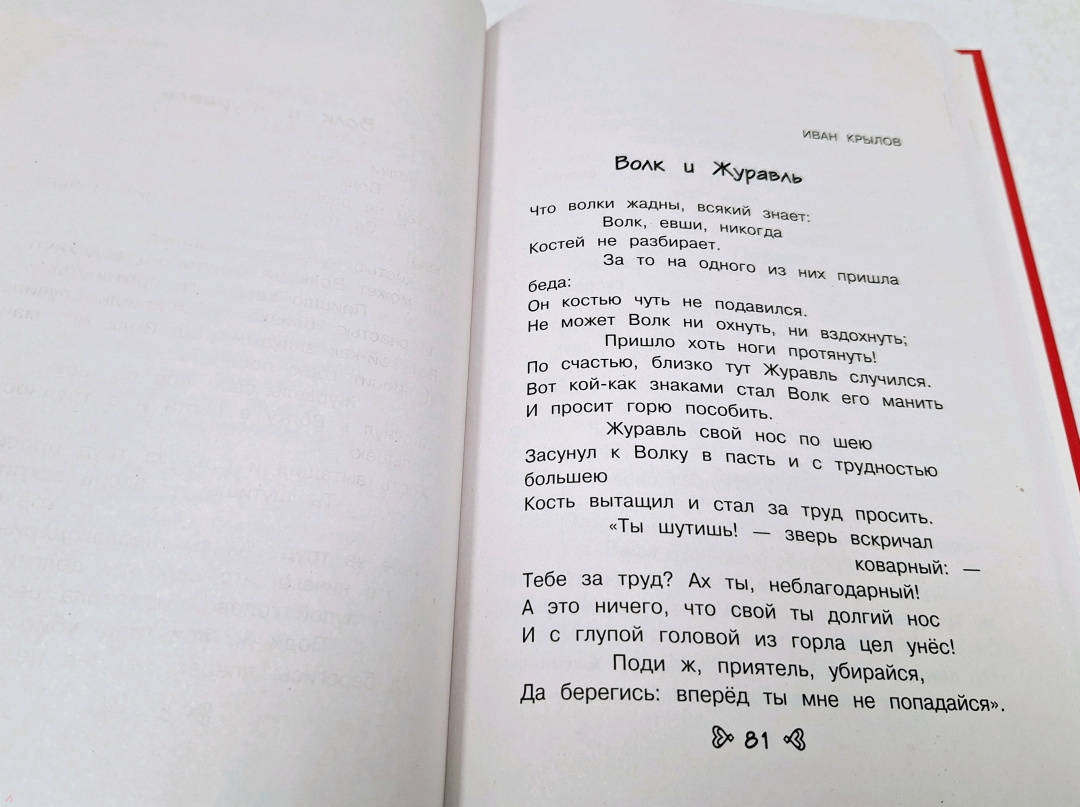 ИВАН КРЫЛОВ
Волк и Журавль
Что волки жадны, всякий знает:
Волк, евши, никогда
Костей не разбирает.
За то на одного из них пришла
беда:
Он костью чуть не подавился.
Не может Волк ни охнуть, ни вздохнуть;
Пришло хоть ноги протянуть!
По счастью, близко тут Журавль случился.
Вот кой-как знаками стал Волк его манить
И просит горю пособить.
Журавль свой нос по шею
Засунул к Волку в пасть и с трудностью
большею
Кость вытащил и стал за труд просить.
«Ты шутишь! — зверь вскричал
коварный: —
Тебе за труд? Ах ты, неблагодарный!
А это ничего, что свой ты долгий нос
И с глупой головой из горла цел унёс!
Поди ж, приятель, убирайся,
Да берегись: вперёд ты мне не попадайся».
81